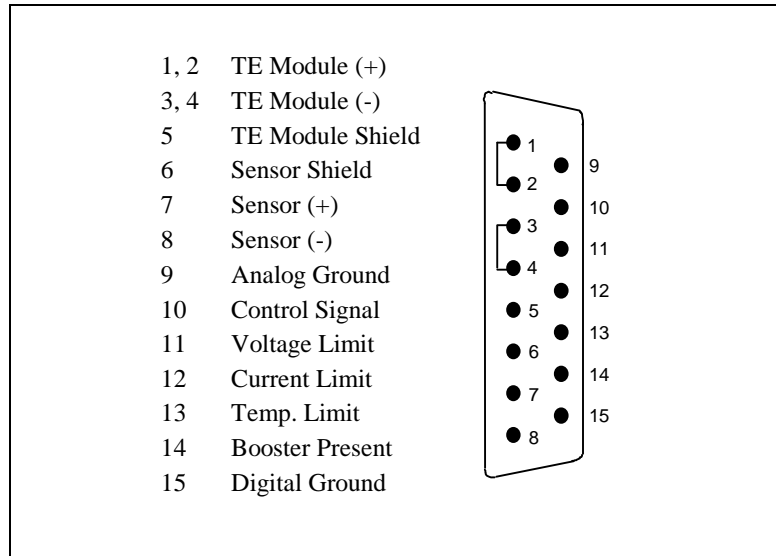 1, 2 TE Module (+)
3, 4 TE Module (-)
5 TE Module Shield
6 Sensor Shield
7 Sensor (+)
8 Sensor (-)
9 Analog Ground
10 Control Signal
11 Voltage Limit
12 Current Limit
13 Temp. Limit
14 Booster Present
15 Digital Ground
1
9
2
10
3
11
4
12
5
13
6
14
7
15
8